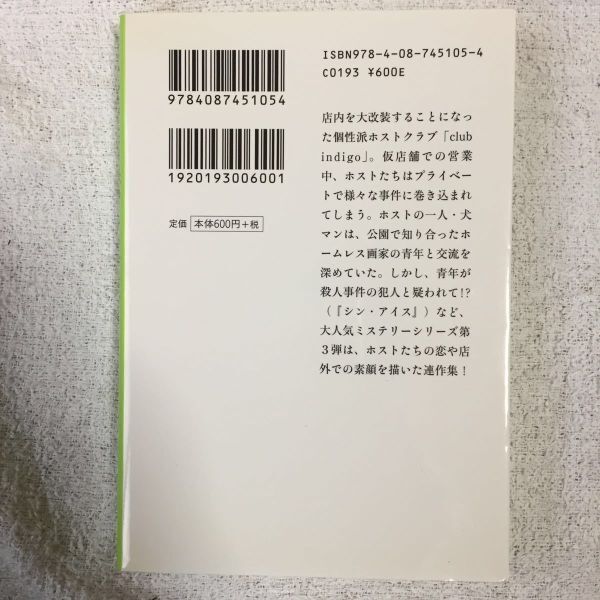 ISBN978-4-08-745105-4
C0193 ¥600E
9784087451054
1920193006001
定価 本体600円+税
店内を大改装することになっ
た個性派ホストクラブ「club
indigo」。仮店舗での営業
中、ホストたちはプライベー
トで様々な事件に巻き込まれ
てしまう。ホストの一人・犬
マンは、公園で知り合ったホ
ームレス画家の青年と交流を
深めていた。しかし、青年が
殺人事件の犯人と疑われて!?
（『シン・アイス』）など、
大人気ミステリーシリーズ第
3弾は、ホストたちの恋や店
外での素顔を描いた連作集！